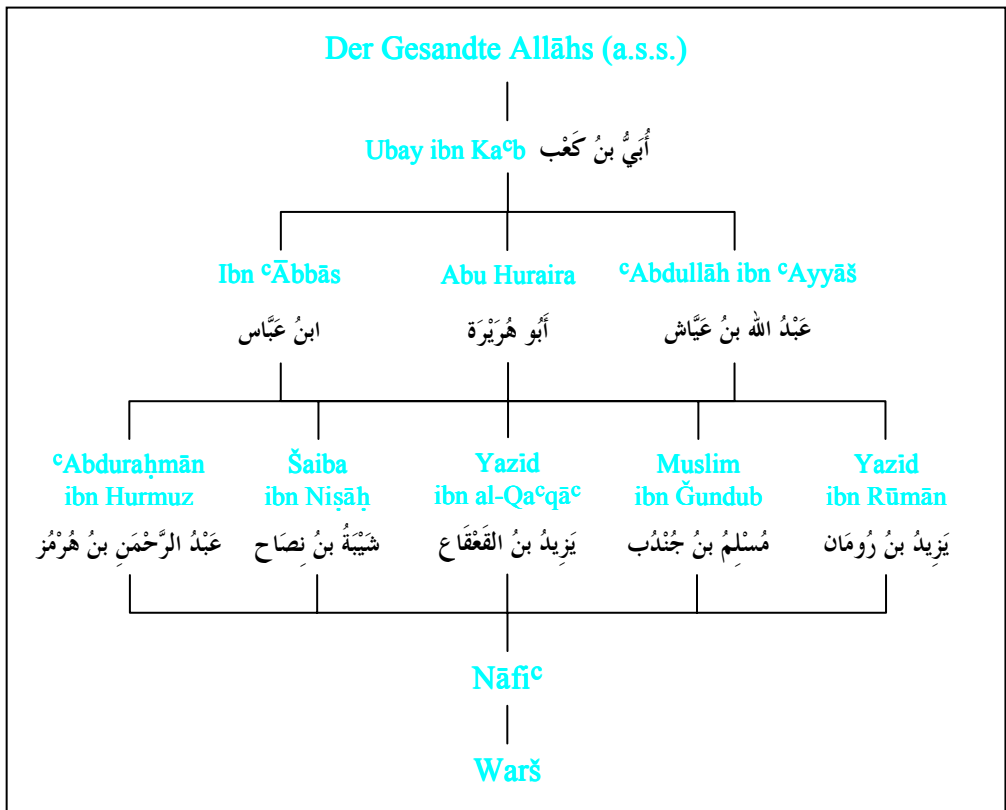 Der Gesandte Allāhs (a.s.s.)
Ubay ibn Kaᶜb أُبَيُّ بنُ كَعْب
Ibn ᶜĀbbās
Abu Huraira
ᶜAbdullāh ibn ᶜAyyāš
ابنُ عَبَّاس
أَبُو هُرَيْرَة
عَبْدُ الله بنُ عَيَّاش
ᶜAbduraḥmān
ibn Hurmuz
Šaiba
ibn Niṣāḥ
Yazid
ibn al-Qaᶜqāᶜ
Muslim
ibn Ğundub
Yazid
ibn Rūmān
عَبْدُ الرَّحْمَنِ بنُ هُرْمُز
شَيْبَةُ بنُ نِصَاح
يَزِيدُ بنُ القَعْقَاع
مُسْلِمُ بنُ جُنْدُب
يَزِيدُ بنُ رُومَان
Nāfiᶜ
Warš